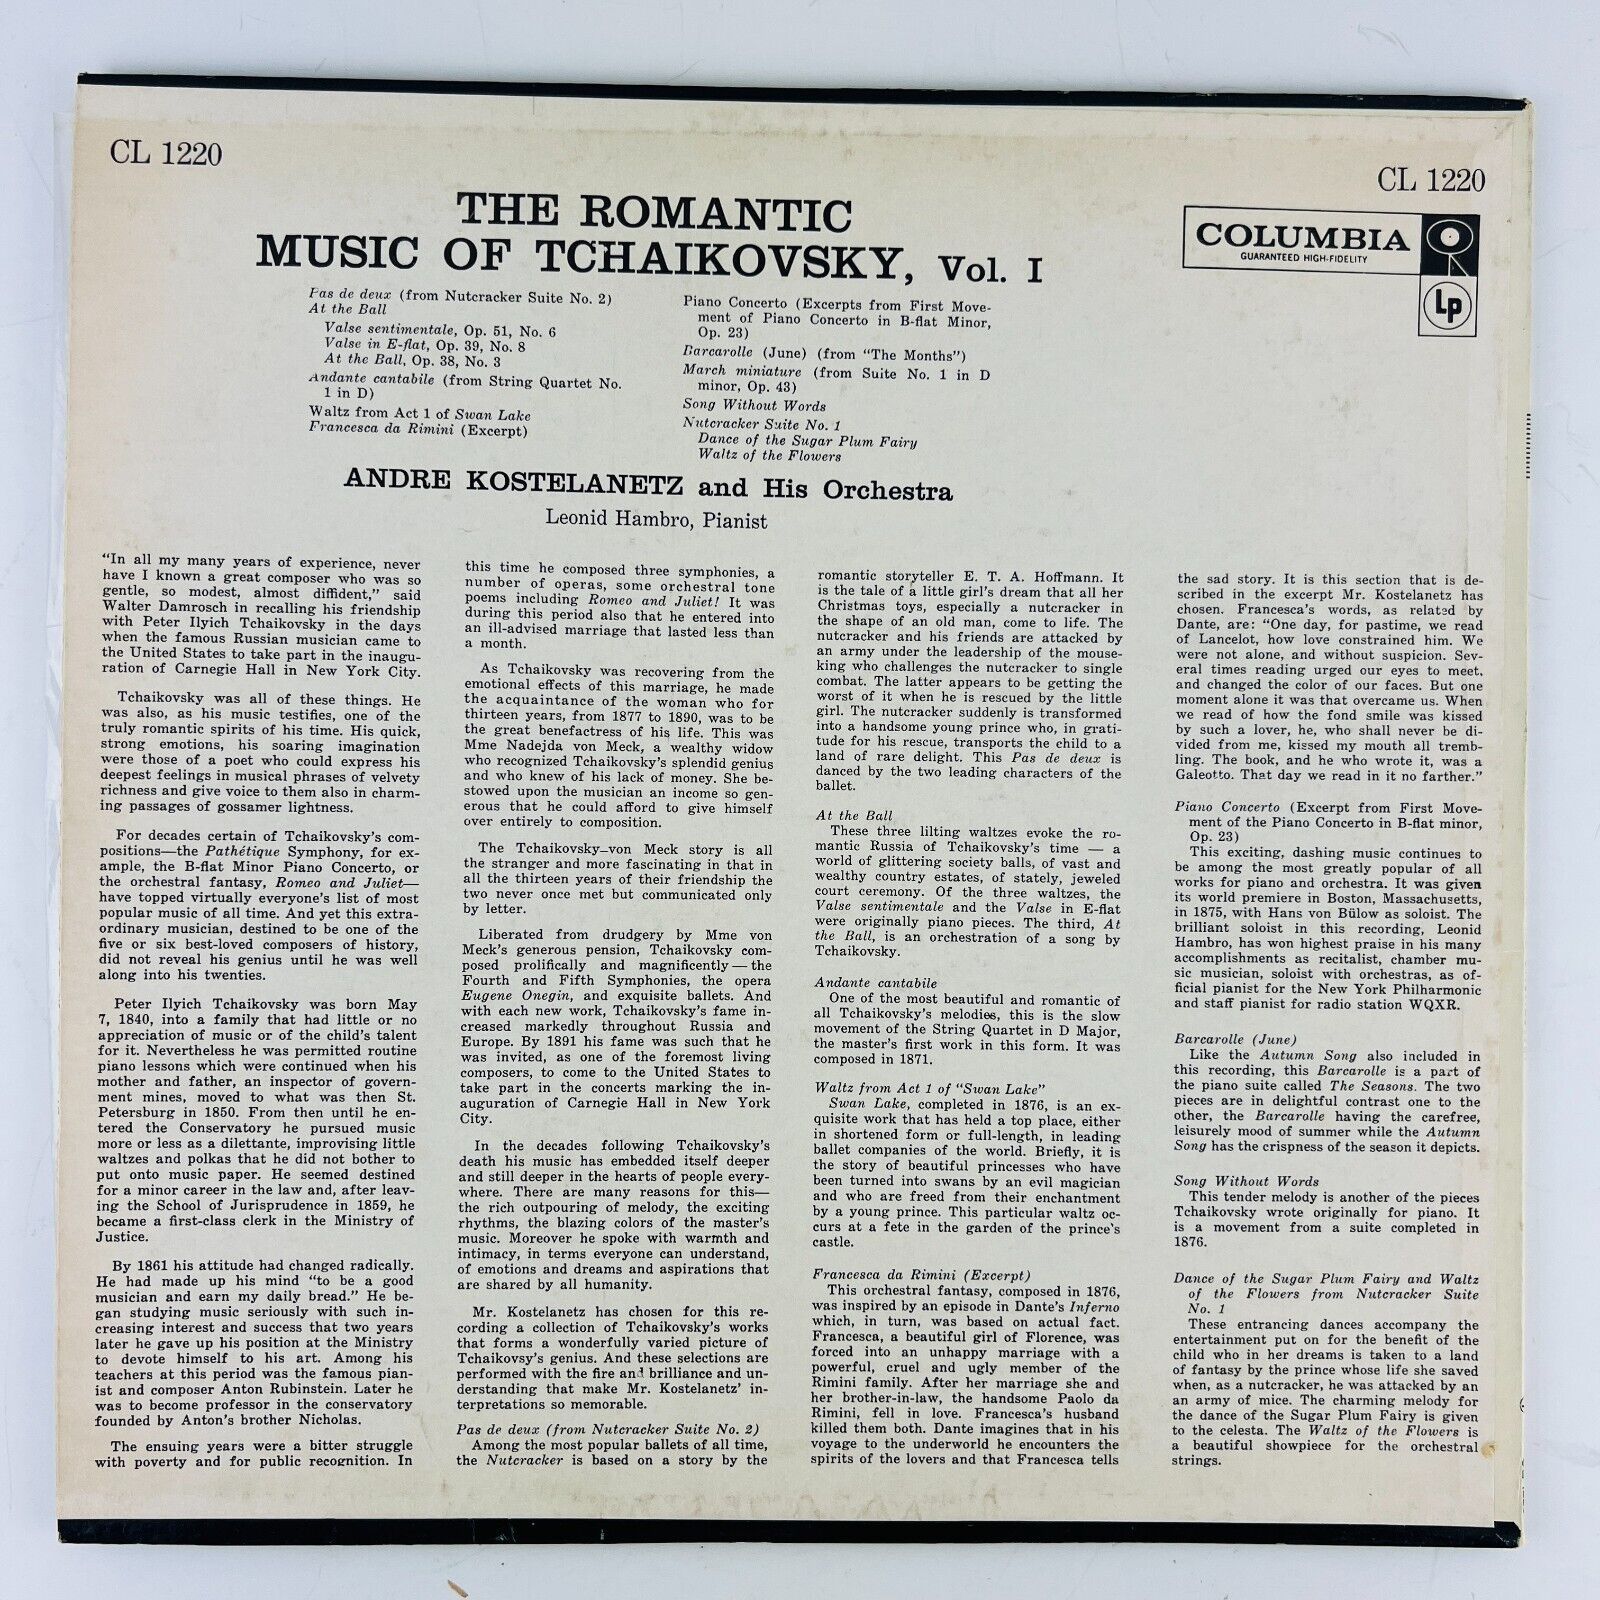 CL 1220
CL 1220
COLUMBIA
GUARANTEED HIGH-FIDELITY
Lp
THE ROMANTIC
MUSIC OF TCHAIKOVSKY, Vol. I
Pas de deux (from Nutcracker Suite No. 2)
At the Ball
Valse sentimentale, Op. 51, No. 6
Valse in E-flat, Op. 39, No. 8
At the Ball, Op. 38, No. 3
Andante cantabile (from String Quartet No.
1 in D)
Waltz from Act 1 of Swan Lake
Francesca da Rimini (Excerpt)
Piano Concerto (Excerpts from First Move-
ment of Piano Concerto in B-flat Minor,
Op. 23)
Barcarolle (June) (from "The Months")
March miniature (from Suite No. 1 in D
minor, Op. 43)
Song Without Words
Nutcracker Suite No. 1
Dance of the Sugar Plum Fairy
Waltz of the Flowers
ANDRE KOSTELANETZ and His Orchestra
Leonid Hambro, Pianist
"In all my many years of experience, never
have I known a great composer who was so
gentle, so modest, almost diffident," said
Walter Damrosch in recalling his friendship
with Peter Ilyich Tchaikovsky in the days
when the famous Russian musician came to
the United States to take part in the inaugu-
ration of Carnegie Hall in New York City.
Tchaikovsky was all of these things. He
was also, as his music testifies, one of the
truly romantic spirits of his time. His quick,
strong emotions, his soaring imagination
were those of a poet who could express his
deepest feelings in musical phrases of velvety
richness and give voice to them also in charm-
ing passages of gossamer lightness.
For decades certain of Tchaikovsky's com-
positions—the Pathétique Symphony, for ex-
ample, the B-flat Minor Piano Concerto, or
the orchestral fantasy, Romeo and Juliet—
have topped virtually everyone's list of most
popular music of all time. And yet this extra-
ordinary musician, destined to be one of the
five or six best-loved composers of history,
did not reveal his genius until he was well
along into his twenties.
Peter Ilyich Tchaikovsky was born May
7, 1840, into a family that had little or no
appreciation of music or of the child's talent
for it. Nevertheless he was permitted routine
piano lessons which were continued when his
mother and father, an inspector of govern-
ment mines, moved to what was then St.
Petersburg in 1850. From then until he en-
tered the Conservatory he pursued music
more or less as a dilettante, improvising little
waltzes and polkas that he did not bother to
put onto music paper. He seemed destined
for a minor career in the law and, after leav-
ing the School of Jurisprudence in 1859, he
became a first-class clerk in the Ministry of
Justice.
By 1861 his attitude had changed radically.
He had made up his mind "to be a good
musician and earn my daily bread." He be-
gan studying music seriously with such in-
creasing interest and success that two years
later he gave up his position at the Ministry
to devote himself to his art. Among his
teachers at this period was the famous pian-
ist and composer Anton Rubinstein. Later he
was to become professor in the conservatory
founded by Anton's brother Nicholas.
The ensuing years were a bitter struggle
with poverty and for public recognition. In
this time he composed three symphonies, a
number of operas, some orchestral tone
poems including Romeo and Juliet! It was
during this period also that he entered into
an ill-advised marriage that lasted less than
a month.
As Tchaikovsky was recovering from the
emotional effects of this marriage, he made
the acquaintance of the woman who for
thirteen years, from 1877 to 1890, was to be
the great benefactress of his life. This was
Mme Nadejda von Meck, a wealthy widow
who recognized Tchaikovsky's splendid genius
and who knew of his lack of money. She be-
stowed upon the musician an income so gen-
erous that he could afford to give himself
over entirely to composition.
The Tchaikovsky–von Meck story is all
the stranger and more fascinating in that in
all the thirteen years of their friendship the
two never once met but communicated only
by letter.
Liberated from drudgery by Mme von
Meck's generous pension, Tchaikovsky com-
posed prolifically and magnificently — the
Fourth and Fifth Symphonies, the opera
Eugene Onegin, and exquisite ballets. And
with each new work, Tchaikovsky's fame in-
creased markedly throughout Russia and
Europe. By 1891 his fame was such that he
was invited, as one of the foremost living
composers, to come to the United States to
take part in the concerts marking the in-
auguration of Carnegie Hall in New York
City.
In the decades following Tchaikovsky's
death his music has embedded itself deeper
and still deeper in the hearts of people every-
where. There are many reasons for this—
the rich outpouring of melody, the exciting
rhythms, the blazing colors of the master's
music. Moreover he spoke with warmth and
intimacy, in terms everyone can understand,
of emotions and dreams and aspirations that
are shared by all humanity.
Mr. Kostelanetz has chosen for this re-
cording a collection of Tchaikovsky's works
that forms a wonderfully varied picture of
Tchaikovsy's genius. And these selections are
performed with the fire and brilliance and un-
derstanding that make Mr. Kostelanetz' in-
terpretations so memorable.
Pas de deux (from Nutcracker Suite No. 2)
Among the most popular ballets of all time,
the Nutcracker is based on a story by the
romantic storyteller E. T. A. Hoffmann. It
is the tale of a little girl's dream that all her
Christmas toys, especially a nutcracker in
the shape of an old man, come to life. The
nutcracker and his friends are attacked by
an army under the leadership of the mouse-
king who challenges the nutcracker to single
combat. The latter appears to be getting the
worst of it when he is rescued by the little
girl. The nutcracker suddenly is transformed
into a handsome young prince who, in grati-
tude for his rescue, transports the child to a
land of rare delight. This Pas de deux is
danced by the two leading characters of the
ballet.
At the Ball
These three lilting waltzes evoke the ro-
mantic Russia of Tchaikovsky's time — a
world of glittering society balls, of vast and
wealthy country estates, of stately, jeweled
court ceremony. Of the three waltzes, the
Valse sentimentale and the Valse in E-flat
were originally piano pieces. The third, At
the Ball, is an orchestration of a song by
Tchaikovsky.
Andante cantabile
One of the most beautiful and romantic of
all Tchaikovsky's melodies, this is the slow
movement of the String Quartet in D Major,
the master's first work in this form. It was
composed in 1871.
Waltz from Act 1 of "Swan Lake"
Swan Lake, completed in 1876, is an ex-
quisite work that has held a top place, either
in shortened form or full-length, in leading
ballet companies of the world. Briefly, it is
the story of beautiful princesses who have
been turned into swans by an evil magician
and who are freed from their enchantment
by a young prince. This particular waltz oc-
curs at a fete in the garden of the prince's
castle.
Francesca da Rimini (Excerpt)
This orchestral fantasy, composed in 1876,
was inspired by an episode in Dante's Inferno
which, in turn, was based on actual fact.
Francesca, a beautiful girl of Florence, was
forced into an unhappy marriage with a
powerful, cruel and ugly member of the
Rimini family. After her marriage she and
her brother-in-law, the handsome Paolo da
Rimini, fell in love. Francesca's husband
killed them both. Dante imagines that in his
voyage to the underworld he encounters the
spirits of the lovers and that Francesca tells
the sad story. It is this section that is de-
scribed in the excerpt Mr. Kostelanetz has
chosen. Francesca's words, as related by
Dante, are: "One day, for pastime, we read
of Lancelot, how love constrained him. We
were not alone, and without suspicion. Sev-
eral times reading urged our eyes to meet,
and changed the color of our faces. But one
moment alone it was that overcame us. When
we read of how the fond smile was kissed
by such a lover, he, who shall never be di-
vided from me, kissed my mouth all tremb-
ling. The book, and he who wrote it, was a
Galeotto. That day we read in it no farther."
Piano Concerto (Excerpt from First Move-
ment of the Piano Concerto in B-flat minor,
Op. 23)
This exciting, dashing music continues to
be among the most greatly popular of all
works for piano and orchestra. It was given
its world premiere in Boston, Massachusetts,
in 1875, with Hans von Bülow as soloist. The
brilliant soloist in this recording, Leonid
Hambro, has won highest praise in his many
accomplishments as recitalist, chamber mu-
sic musician, soloist with orchestras, as of-
ficial pianist for the New York Philharmonic
and staff pianist for radio station WQXR.
Barcarolle (June)
Like the Autumn Song also included in
this recording, this Barcarolle is a part of
the piano suite called The Seasons. The two
pieces are in delightful contrast one to the
other, the Barcarolle having the carefree,
leisurely mood of summer while the Autumn
Song has the crispness of the season it depicts.
Song Without Words
This tender melody is another of the pieces
Tchaikovsky wrote originally for piano. It
is a movement from a suite completed in
1876.
Dance of the Sugar Plum Fairy and Waltz
of the Flowers from Nutcracker Suite
No. 1
These entrancing dances accompany the
entertainment put on for the benefit of the
child who in her dreams is taken to a land
of fantasy by the prince whose life she saved
when, as a nutcracker, he was attacked by an
an army of mice. The charming melody for
the dance of the Sugar Plum Fairy is given
to the celesta. The Waltz of the Flowers is
a beautiful showpiece for the orchestral
strings.